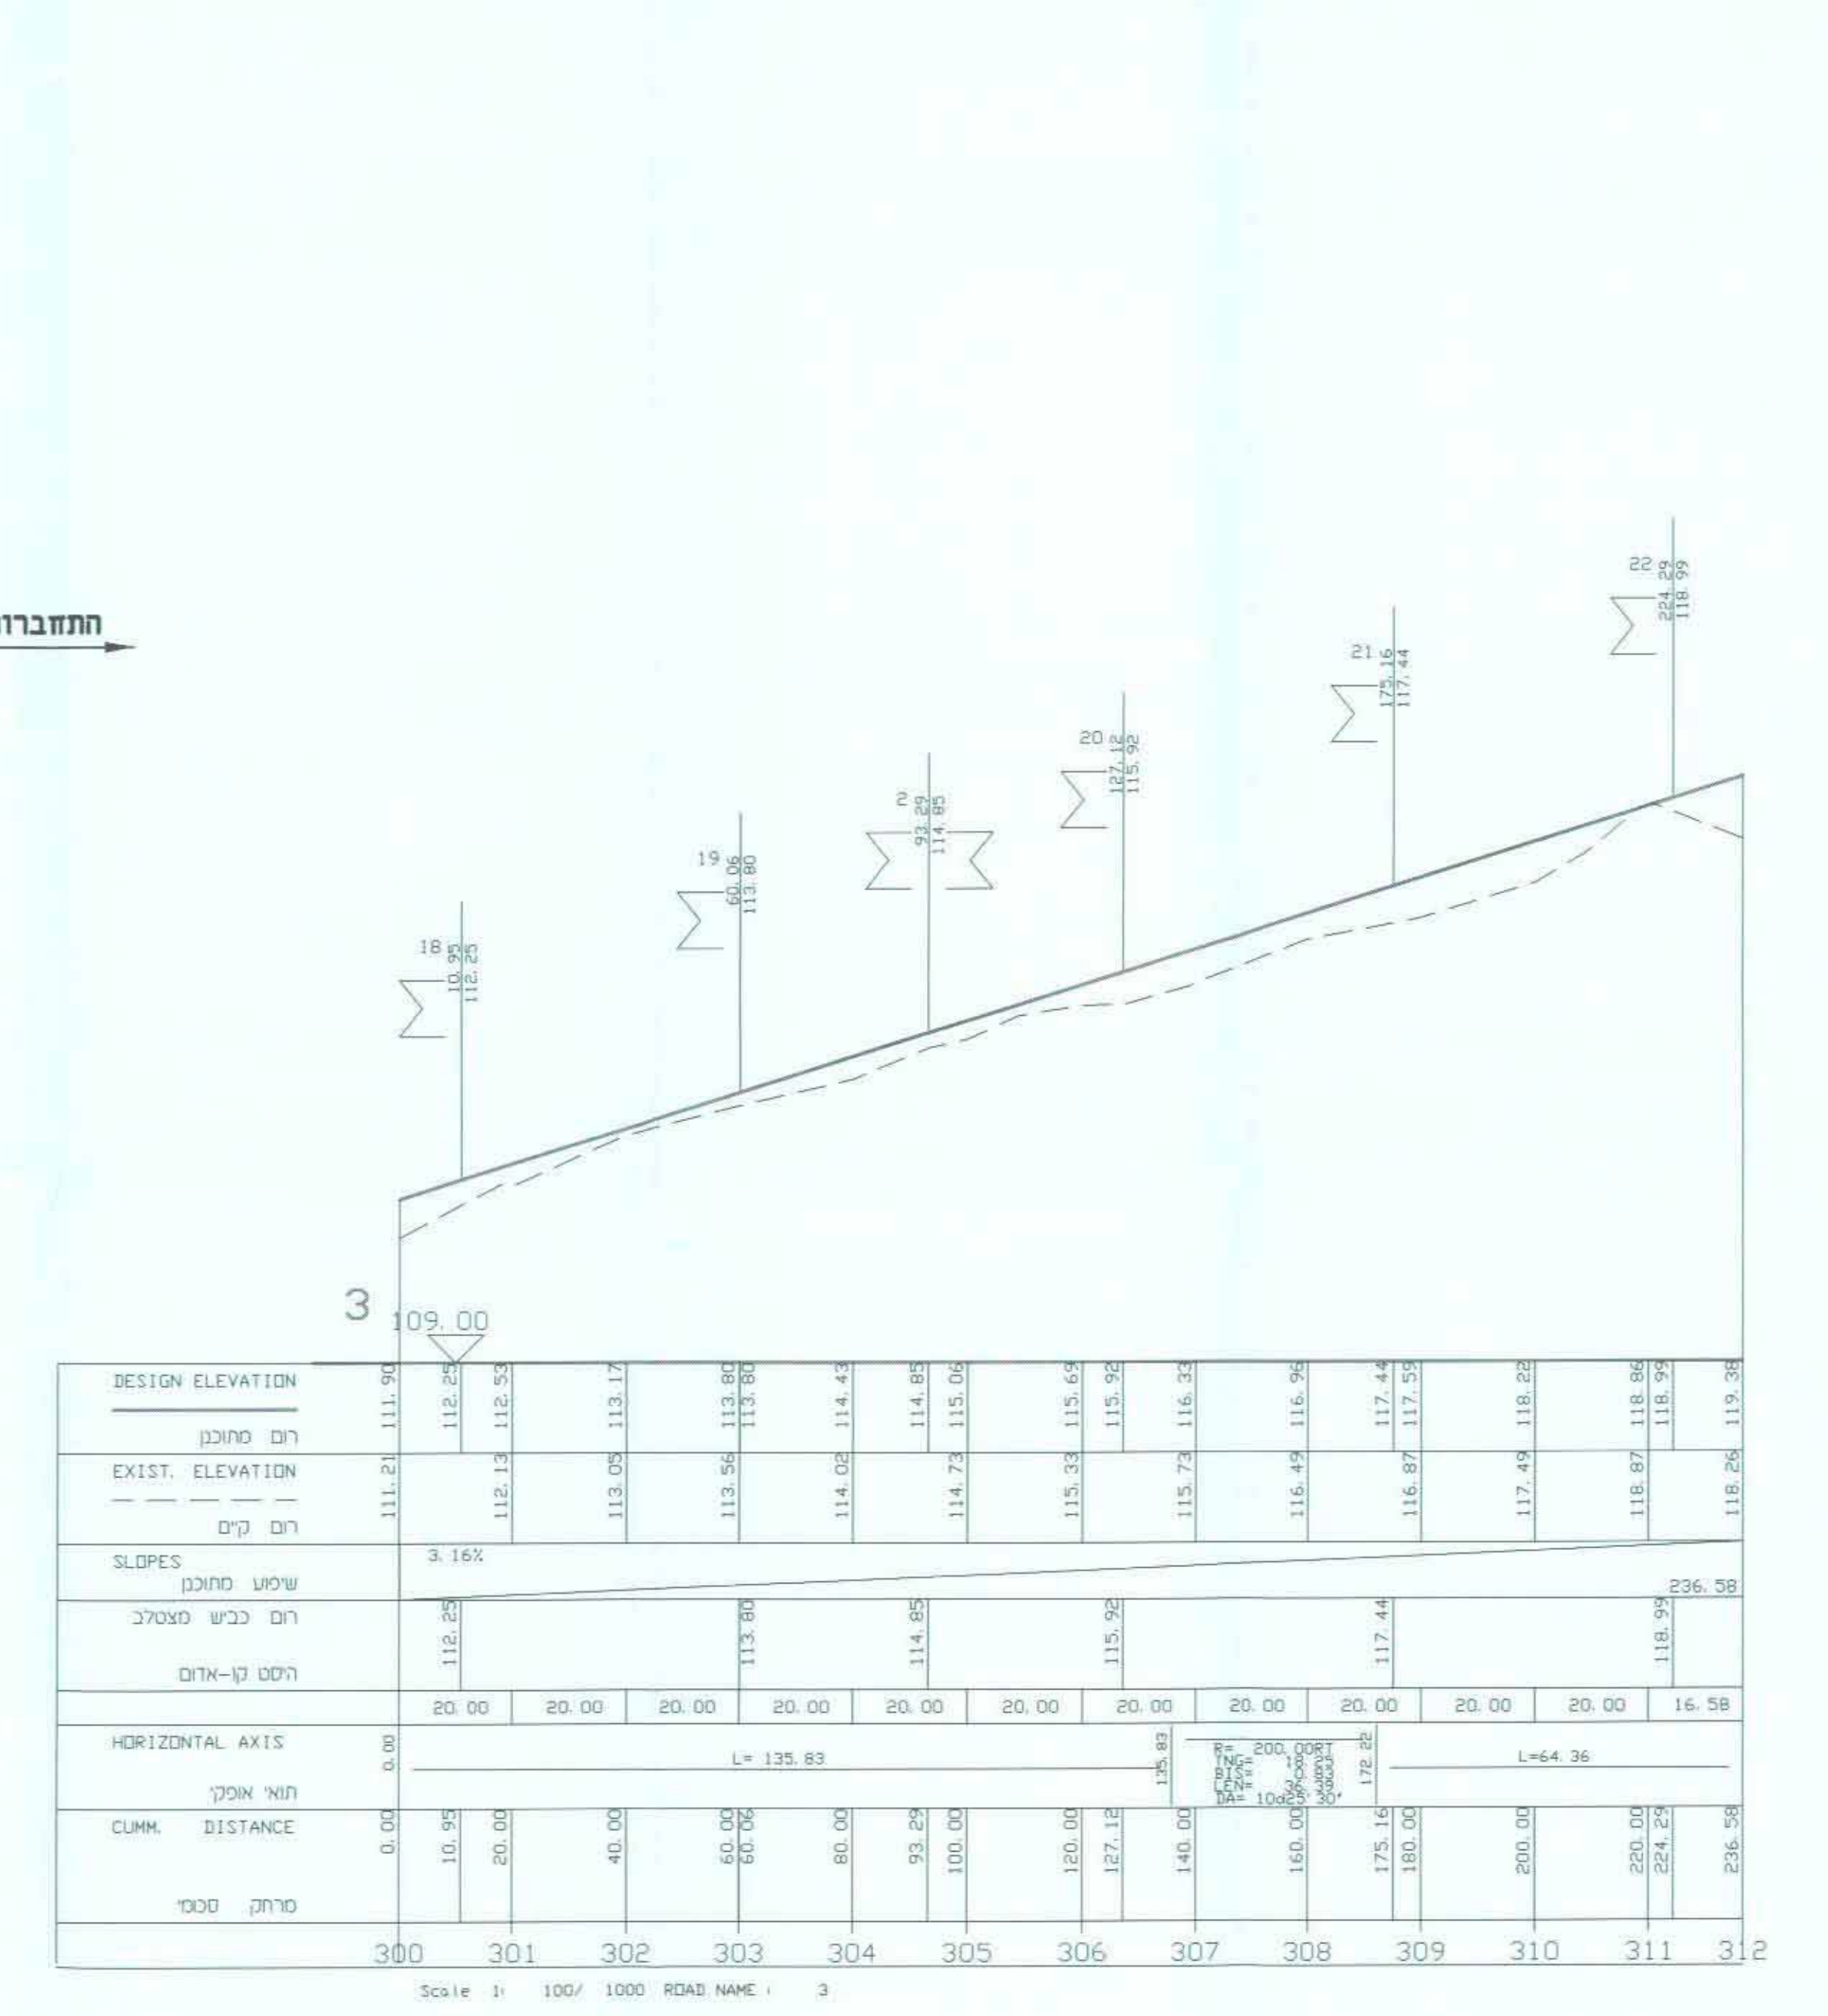 22
224.29
118.99
21
175.16
117.44
20
127.12
115.92
2
93.29
114.85
19
60.06
113.80
18
10.95
112.25
3
109.00
DESIGN ELEVATION
רום מתוכנן
111.90 112.25 112.53 113.17 113.80 113.80 114.43 114.85 115.06 115.69 115.92 116.33 116.96 117.44 117.59 118.22 118.86 118.99 119.38
EXIST. ELEVATION
רום קיים
111.21 112.13 113.05 113.56 114.02 114.73 115.33 115.73 116.49 116.87 117.49 118.87 118.26
SLOPES
שיפוע מתוכנן
3.16%
236.58
רום כביש מצטלב
היסט קו-אדום
112.25 113.80 114.85 115.92 117.44 118.99
20.00 20.00 20.00 20.00 20.00 20.00 20.00 20.00 20.00 20.00 20.00 16.58
HORIZONTAL AXIS
תואי אופקי
0.00
L= 135.83
135.83
R= 200.00RT
TNG= 18.25
BIS= 0.83
LEN= 36.39
DA= 10d25'30"
172.22
L=64.36
CUMM. DISTANCE
מרחק סכומי
0.00 10.95 20.00 40.00 60.00 60.06 80.00 93.29 100.00 120.00 127.12 140.00 160.00 175.16 180.00 200.00 220.00 224.29 236.58
300 301 302 303 304 305 306 307 308 309 310 311 312
Scale 1: 100/ 1000 ROAD NAME : 3